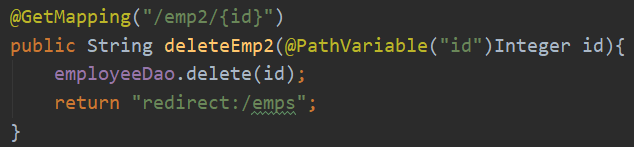 @GetMapping("/emp2/{id}")
public String deleteEmp2(@PathVariable("id")Integer id){
employeeDao.delete(id);
return "redirect:/emps";
}